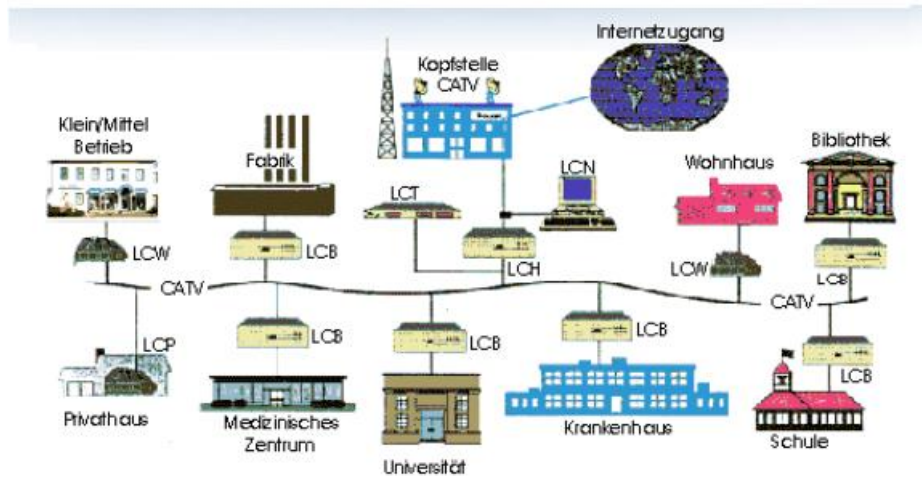 Internetzugang
Kopfstelle
CATV
Klein/Mittel
Betrieb
Fabrik
Wohnhaus
Bibliothek
LCT
LCN
LCW
LCB
LCH
LCW
LCB
CATV
CATV
LCP
LCB
LCB
LCB
LCB
Privathaus
Medizinisches
Zentrum
Universität
Krankenhaus
Schule